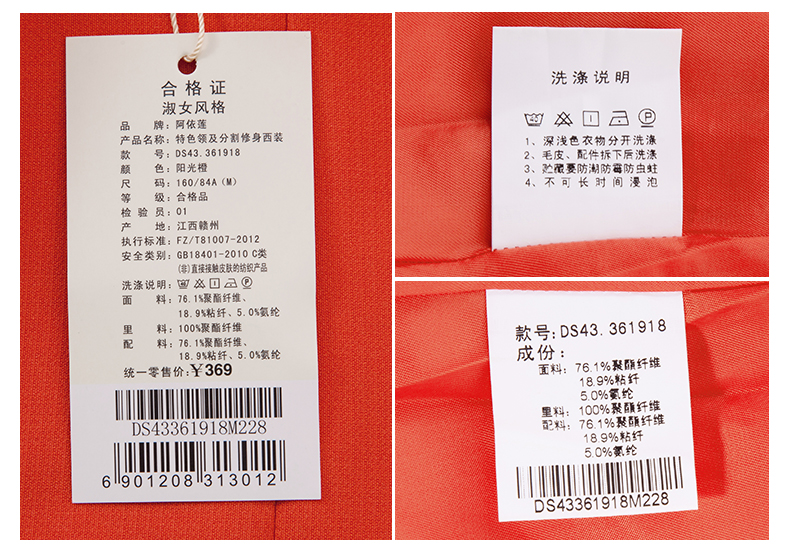 合格证
淑女风格
品 牌：阿依莲
产品名称：特色领及分割修身西装
款 号：DS43.361918
颜 色：阳光橙
尺 码：160/84A（M）
等 级：合格品
检 验 员：01
产 地：江西赣州
执行标准：FZ/T81007-2012
安全类别：GB18401-2010 C类
(非)直接接触皮肤的纺织产品
洗涤说明：
面 料：76.1%聚酯纤维、
18.9%粘纤、5.0%氨纶
里 料：100%聚酯纤维
配 料：76.1%聚酯纤维、
18.9%粘纤、5.0%氨纶
统一零售价：￥369
DS43361918M228
6 901208 313012
洗涤说明
1、深浅色衣物分开洗涤
2、毛皮、配件拆下后洗涤
3、贮藏要防潮防霉防虫蛀
4、不可长时间浸泡
款号：DS43.361918
成份：
面料：76.1%聚酯纤维
18.9%粘纤
5.0%氨纶
里料：100%聚酯纤维
配料：76.1%聚酯纤维
18.9%粘纤
5.0%氨纶
DS43361918M228